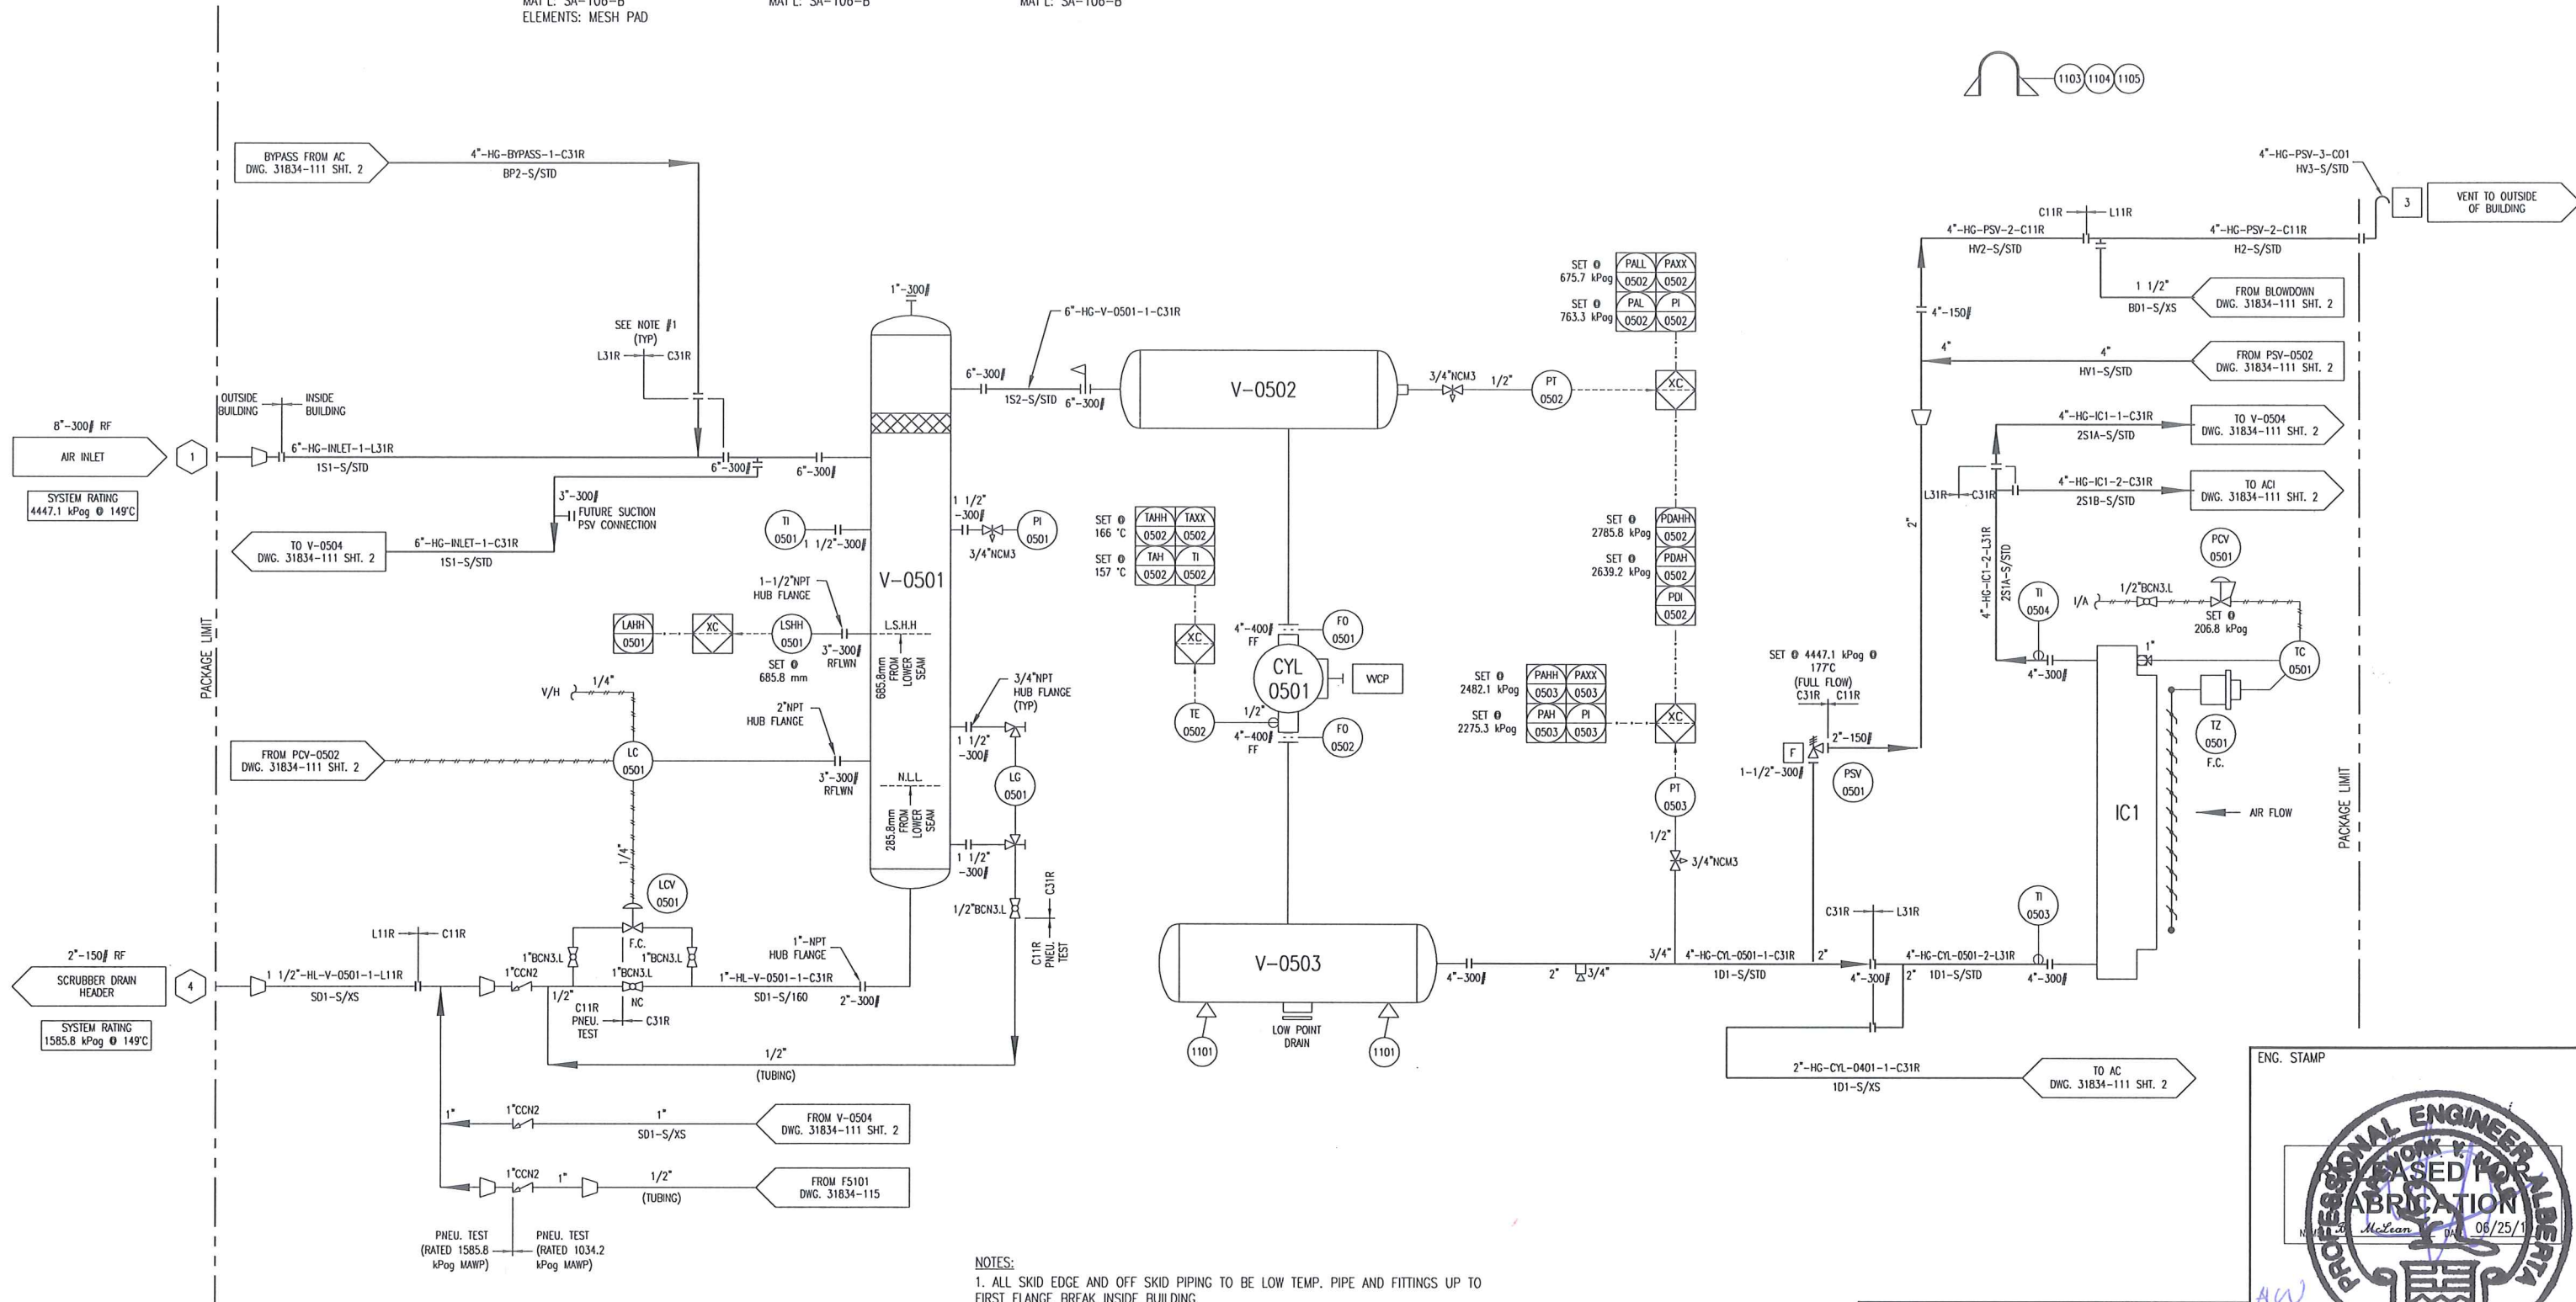 MAT'L: SA-106-B
MAT'L: SA-106-B
MAT'L: SA-106-B
ELEMENTS: MESH PAD
1103
1104
1105
4"-HG-PSV-3-C01
HV3-S/STD
3
VENT TO OUTSIDE
OF BUILDING
BYPASS FROM AC
DWG. 31834-111 SHT. 2
4"-HG-BYPASS-1-C31R
BP2-S/STD
C11R
L11R
4"-HG-PSV-2-C11R
HV2-S/STD
4"-HG-PSV-2-C11R
H2-S/STD
1 1/2"
BD1-S/XS
FROM BLOWDOWN
DWG. 31834-111 SHT. 2
4"-150#
4"
4"
HV1-S/STD
FROM PSV-0502
DWG. 31834-111 SHT. 2
SET @
675.7 kPag
PALL
0502
PAXX
0502
SET @
763.3 kPag
PAL
0502
PI
0502
1"-300#
SEE NOTE #1
(TYP)
L31R
C31R
6"-HG-V-0501-1-C31R
6"-300#
1S2-S/STD
6"-300#
V-0502
3/4"NCM3
1/2"
PT
0502
XC
OUTSIDE
BUILDING
INSIDE
BUILDING
8"-300# RF
AIR INLET
1
6"-HG-INLET-1-L31R
1S1-S/STD
6"-300#
6"-300#
SYSTEM RATING
4447.1 kPag @ 149°C
3"-300#
FUTURE SUCTION
PSV CONNECTION
TO V-0504
DWG. 31834-111 SHT. 2
6"-HG-INLET-1-C31R
1S1-S/STD
4"-HG-IC1-1-C31R
2S1A-S/STD
TO V-0504
DWG. 31834-111 SHT. 2
L31R
C31R
4"-HG-IC1-2-C31R
2S1B-S/STD
TO AC1
DWG. 31834-111 SHT. 2
4"-HG-IC1-2-L31R
2S1A-S/STD
2"
TI
0501
1 1/2"-300#
1 1/2"
-300#
3/4"NCM3
PI
0501
V-0501
SET @
166 °C
TAHH
0502
TAXX
0502
SET @
157 °C
TAH
0502
TI
0502
SET @
2785.8 kPag
PDAHH
0502
SET @
2639.2 kPag
PDAH
0502
PDI
0502
PCV
0501
I/A
1/2"BCN3.L
SET @
206.8 kPag
TI
0504
1"
TC
0501
4"-300#
TZ
0501
F.C.
1-1/2"NPT
HUB FLANGE
LAHH
0501
XC
LSHH
0501
SET @
685.8 mm
3"-300#
RFLWN
L.S.H.H
685.8mm
FROM
LOWER
SEAM
XC
TE
0502
1/2"
4"-400#
FF
FO
0501
CYL
0501
VVCP
4"-400#
FF
FO
0502
SET @
2482.1 kPag
PAHH
0503
PAXX
0503
SET @
2275.3 kPag
PAH
0503
PI
0503
XC
SET @ 4447.1 kPag @
177°C
(FULL FLOW)
C31R
C11R
F
2"-150#
1-1/2"-300#
PSV
0501
PACKAGE LIMIT
V/H
1/4"
2"NPT
HUB FLANGE
3/4"NPT
HUB FLANGE
(TYP)
FROM PCV-0502
DWG. 31834-111 SHT. 2
LC
0501
3"-300#
RFLWN
N.L.L.
285.8mm
FROM
LOWER
SEAM
1 1/2"
-300#
LG
0501
1 1/2"
-300#
PT
0503
1/2"
3/4"NCM3
IC1
AIR FLOW
PACKAGE LIMIT
1/4"
LCV
0501
F.C.
1/2"BCN3.L
C31R
C11R
PNEU.
TEST
TI
0503
C31R
L31R
2"-150# RF
SCRUBBER DRAIN
HEADER
4
L11R
C11R
1 1/2"-HL-V-0501-1-L11R
SD1-S/XS
1"CCN2
1/2"
1"BCN3.L
1"BCN3.L
1"BCN3.L
NC
C11R
PNEU.
TEST
C31R
1"-HL-V-0501-1-C31R
SD1-S/160
1"-NPT
HUB FLANGE
2"-300#
SYSTEM RATING
1585.8 kPag @ 149°C
V-0503
4"-300#
2"
3/4"
3/4"
4"-HG-CYL-0501-1-C31R
1D1-S/STD
2"
4"-300#
2"
4"-HG-CYL-0501-2-L31R
1D1-S/STD
4"-300#
1101
LOW POINT
DRAIN
1101
1/2"
(TUBING)
2"-HG-CYL-0401-1-C31R
1D1-S/XS
TO AC
DWG. 31834-111 SHT. 2
1"
1"CCN2
1"
SD1-S/XS
FROM V-0504
DWG. 31834-111 SHT. 2
1"CCN2
1"
1/2"
(TUBING)
FROM F5101
DWG. 31834-115
PNEU. TEST
(RATED 1585.8
kPag MAWP)
PNEU. TEST
(RATED 1034.2
kPag MAWP)
NOTES:
1. ALL SKID EDGE AND OFF SKID PIPING TO BE LOW TEMP. PIPE AND FITTINGS UP TO
FIRST FLANGE BREAK INSIDE BUILDING
ENG. STAMP
PROFESSIONAL ENGINEER ALBERTA
RELEASED FOR
FABRICATION
McLean
06/25/1
AW